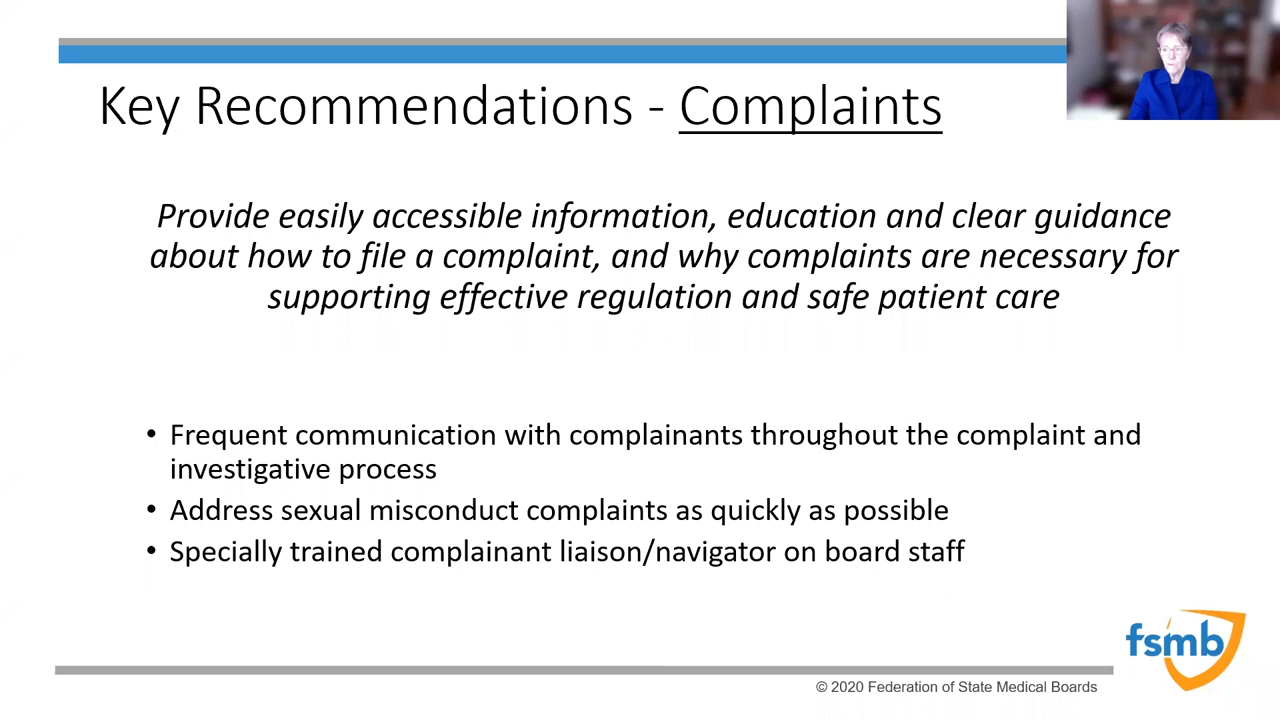 Key Recommendations - Complaints
Provide easily accessible information, education and clear guidance
about how to file a complaint, and why complaints are necessary for
supporting effective regulation and safe patient care
• Frequent communication with complainants throughout the complaint and
investigative process
• Address sexual misconduct complaints as quickly as possible
• Specially trained complainant liaison/navigator on board staff
fsmb
© 2020 Federation of State Medical Boards